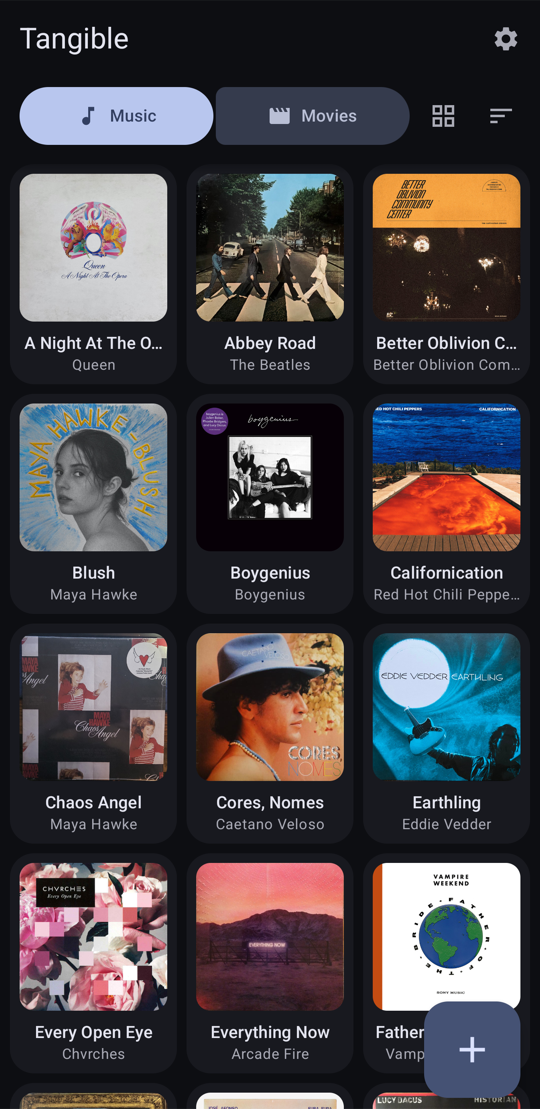 Tangible
Music
Movies
Queen
A Night At The Opera
A Night At The O...
Queen
Abbey Road
The Beatles
BETTER
OBLIVION
COMMUNITY
CENTER
Better Oblivion C...
Better Oblivion Com...
MAYA HAWKE - BLUSH
Blush
Maya Hawke
boygenius
Boygenius
Boygenius
RED HOT CHILI PEPPERS
CALIFORNICATION
Californication
Red Hot Chili Peppe...
Chaos Angel
Chaos Angel
Maya Hawke
CORES,
NOMES
Cores, Nomes
Caetano Veloso
EDDIE VEDDER EARTHLING
Earthling
Eddie Vedder
CHVRCHES
Every Open Eye
Every Open Eye
Chvrches
EVERYTHING NOW
Everything Now
Arcade Fire
VAMPIRE
WEEKEND
FATHER OF THE BRIDE
SONY MUSIC
Father
Vamp
LUCY DACUS
HISTORIAN